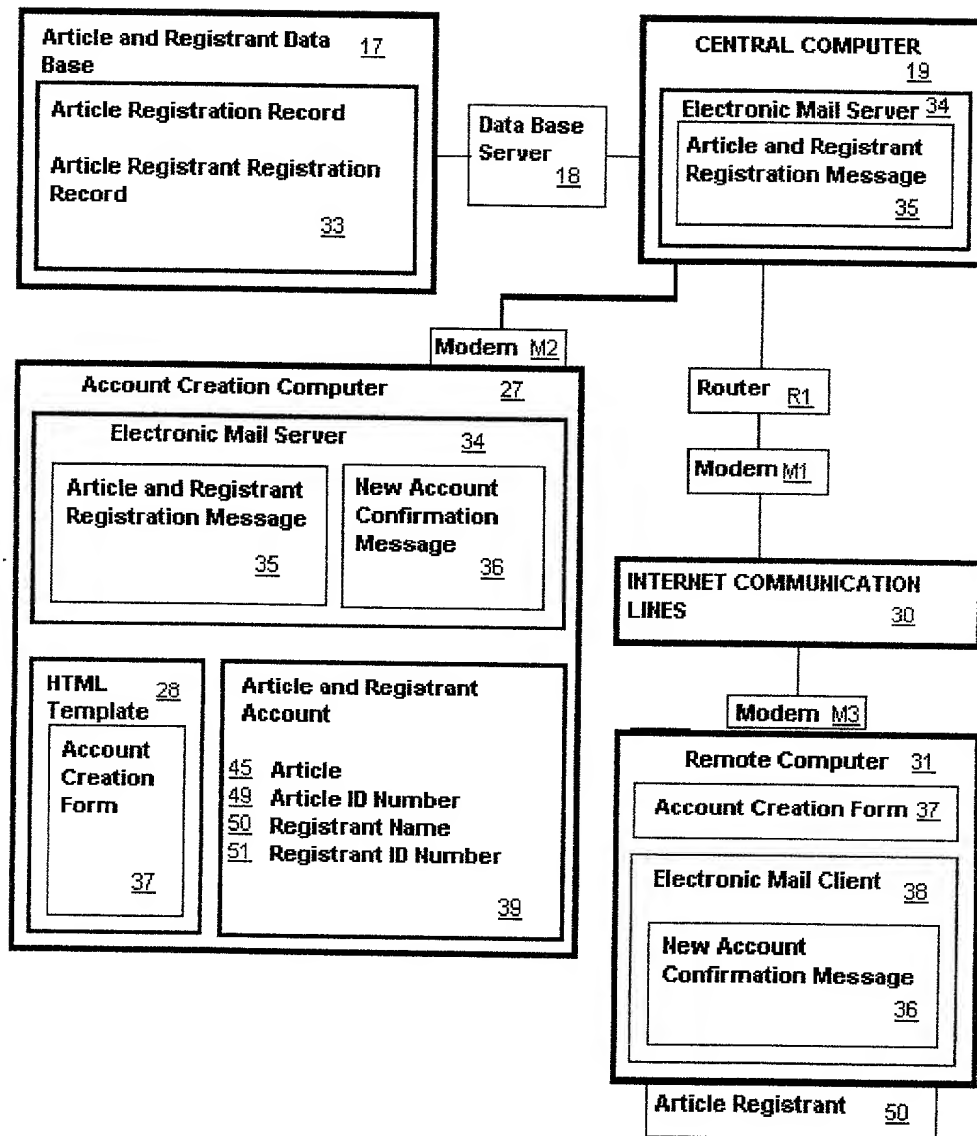 Article and Registrant Data
Base
17
Article Registration Record
Article Registrant Registration
Record
33
Data Base
Server
18
CENTRAL COMPUTER
19
Electronic Mail Server 34
Article and Registrant
Registration Message
35
Modem M2
Account Creation Computer 27
Electronic Mail Server 34
Article and Registrant
Registration Message
35
New Account
Confirmation
Message
36
HTML 28
Template
Account
Creation
Form
37
Article and Registrant
Account
45 Article
49 Article ID Number
50 Registrant Name
51 Registrant ID Number
39
Router R1
Modem M1
INTERNET COMMUNICATION
LINES 30
Modem M3
Remote Computer 31
Account Creation Form 37
Electronic Mail Client 38
New Account
Confirmation Message
36
Article Registrant 50